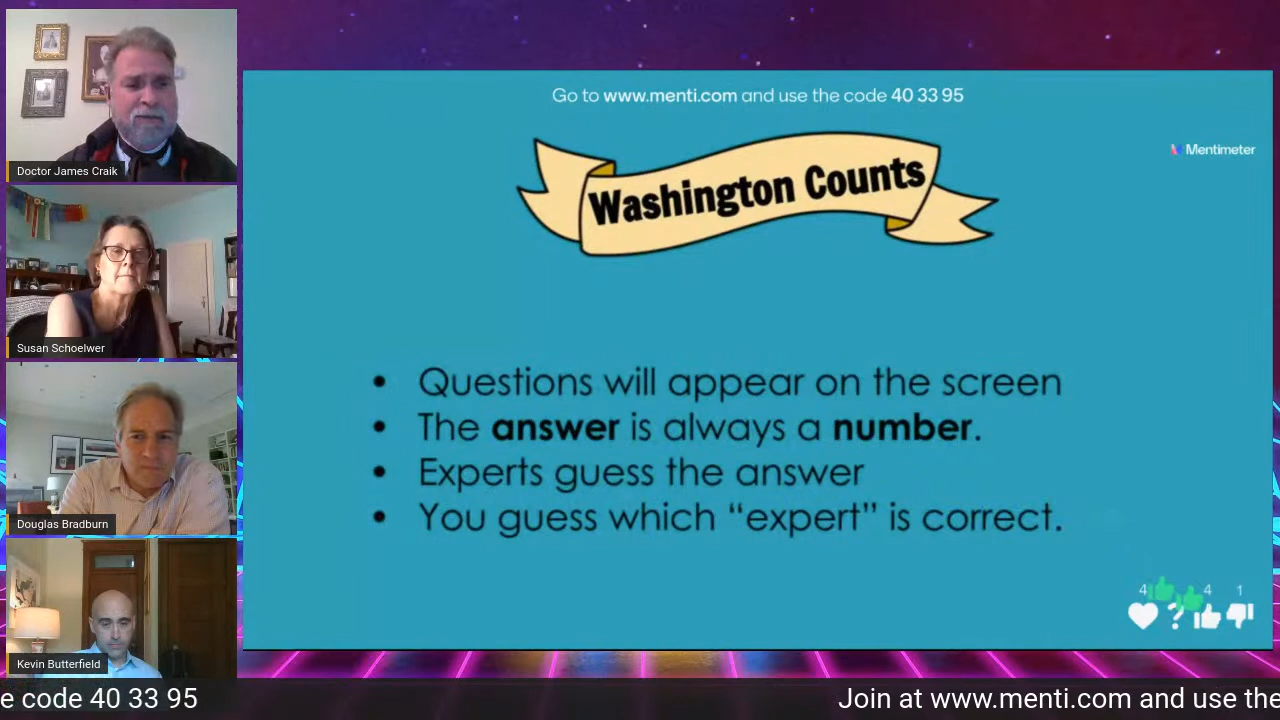 Doctor James Craik
Susan Schoelwer
Douglas Bradburn
Kevin Butterfield
Go to www.menti.com and use the code 40 33 95
Mentimeter
Washington Counts
• Questions will appear on the screen
• The answer is always a number.
• Experts guess the answer
• You guess which “expert” is correct.
4 4 1
?
e code 40 33 95 Join at www.menti.com and use the